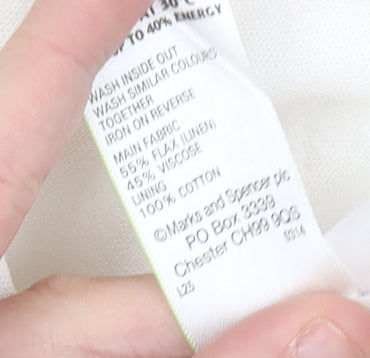 30°C
UP TO 40% ENERGY
WASH INSIDE OUT
WASH SIMILAR COLOURS
TOGETHER
IRON ON REVERSE
MAIN FABRIC
55% FLAX (LINEN)
45% VISCOSE
LINING
100% COTTON
©Marks and Spencer plc
PO Box 3339
Chester CH99 9QS
L25